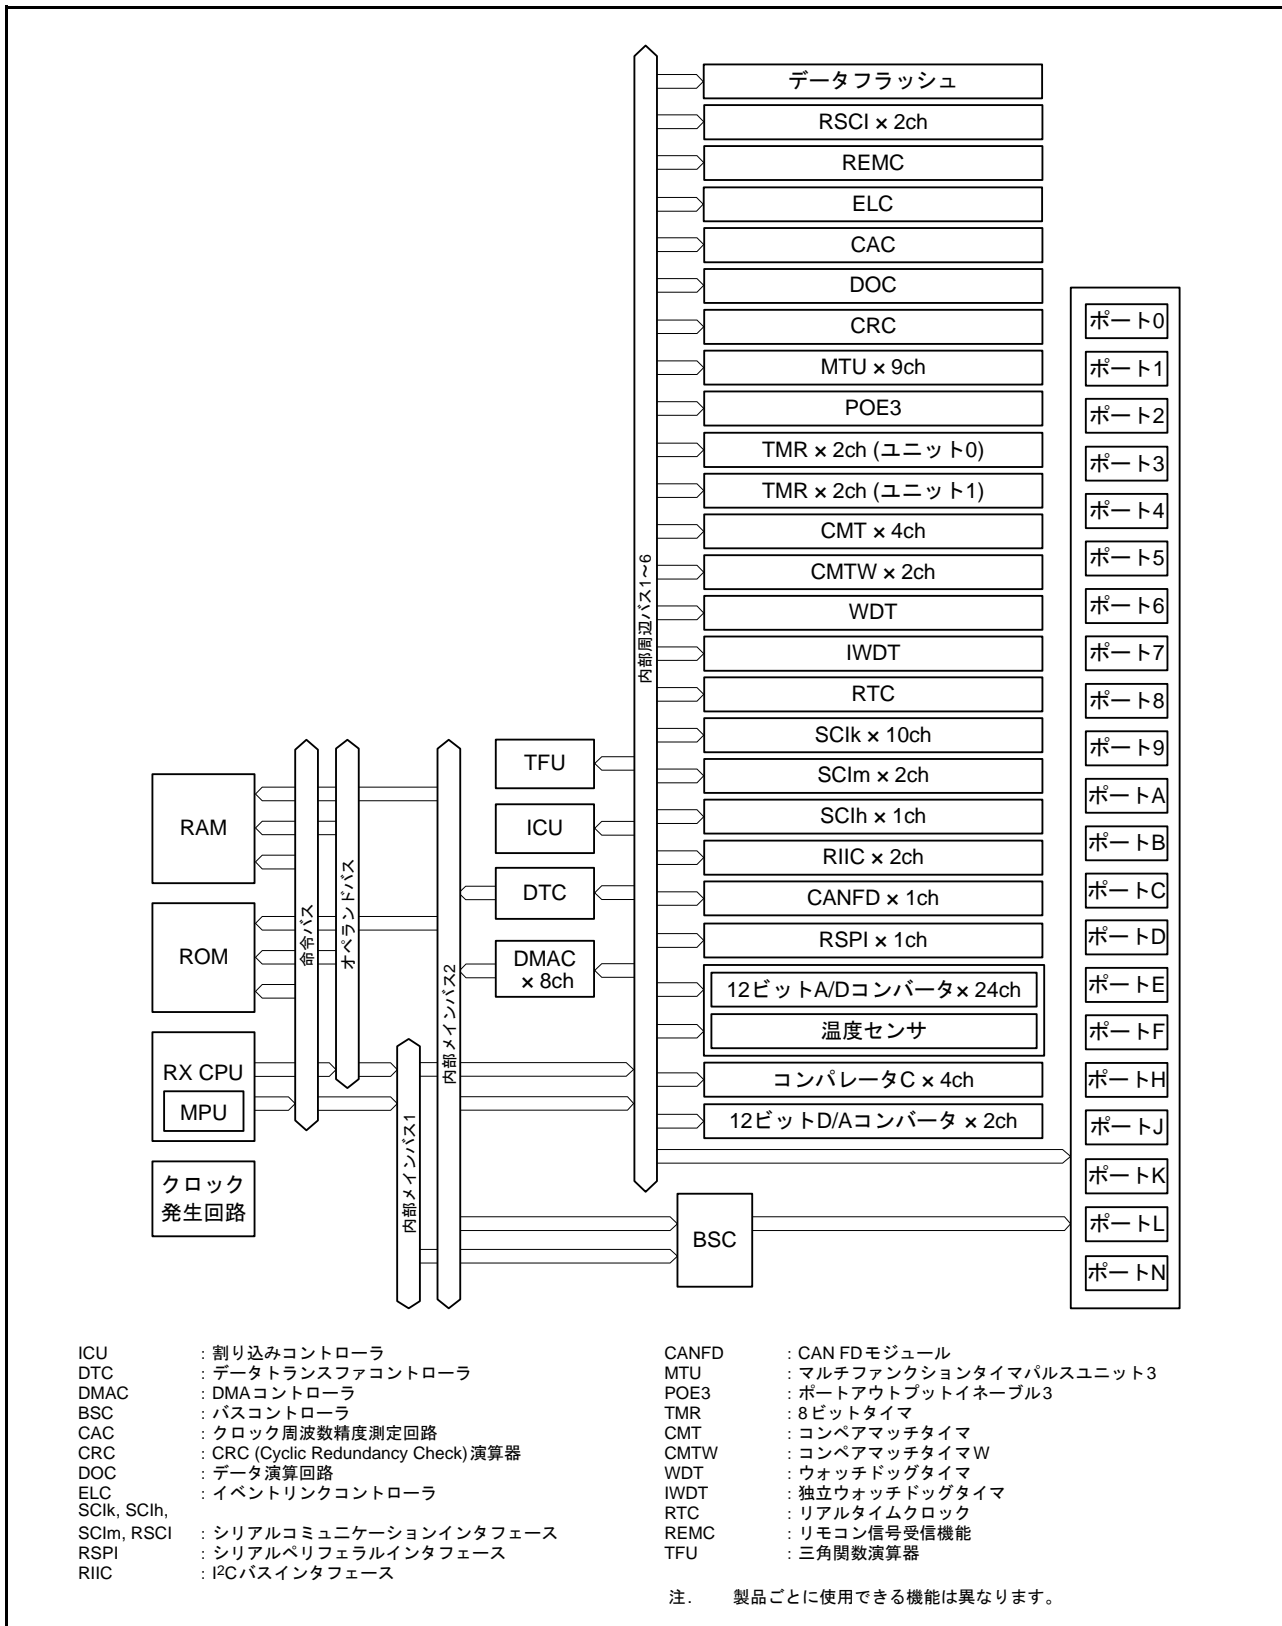 データフラッシュ
RSCI × 2ch
REMC
ELC
CAC
DOC
CRC
MTU × 9ch
POE3
TMR × 2ch (ユニット0)
TMR × 2ch (ユニット1)
CMT × 4ch
CMTW × 2ch
WDT
IWDT
RTC
SCIk × 10ch
SCIm × 2ch
SCIh × 1ch
RIIC × 2ch
CANFD × 1ch
RSPI × 1ch
12ビットA/Dコンバータ× 24ch
温度センサ
コンパレータC × 4ch
12ビットD/Aコンバータ × 2ch
ポート0
ポート1
ポート2
ポート3
ポート4
ポート5
ポート6
ポート7
ポート8
ポート9
ポートA
ポートB
ポートC
ポートD
ポートE
ポートF
ポートH
ポートJ
ポートK
ポートL
ポートN
内部周辺バス1~6
TFU
ICU
DTC
DMAC
× 8ch
RAM
ROM
RX CPU
MPU
クロック
発生回路
命令バス
オペランドバス
内部メインバス1
内部メインバス2
BSC
ICU : 割り込みコントローラ
DTC : データトランスファコントローラ
DMAC : DMAコントローラ
BSC : バスコントローラ
CAC : クロック周波数精度測定回路
CRC : CRC (Cyclic Redundancy Check) 演算器
DOC : データ演算回路
ELC : イベントリンクコントローラ
SCIk, SCIh,
SCIm, RSCI : シリアルコミュニケーションインタフェース
RSPI : シリアルペリフェラルインタフェース
RIIC : I2Cバスインタフェース
CANFD : CAN FDモジュール
MTU : マルチファンクションタイマパルスユニット3
POE3 : ポートアウトプットイネーブル3
TMR : 8ビットタイマ
CMT : コンペアマッチタイマ
CMTW : コンペアマッチタイマW
WDT : ウォッチドッグタイマ
IWDT : 独立ウォッチドッグタイマ
RTC : リアルタイムクロック
REMC : リモコン信号受信機能
TFU : 三角関数演算器
注. 製品ごとに使用できる機能は異なります。